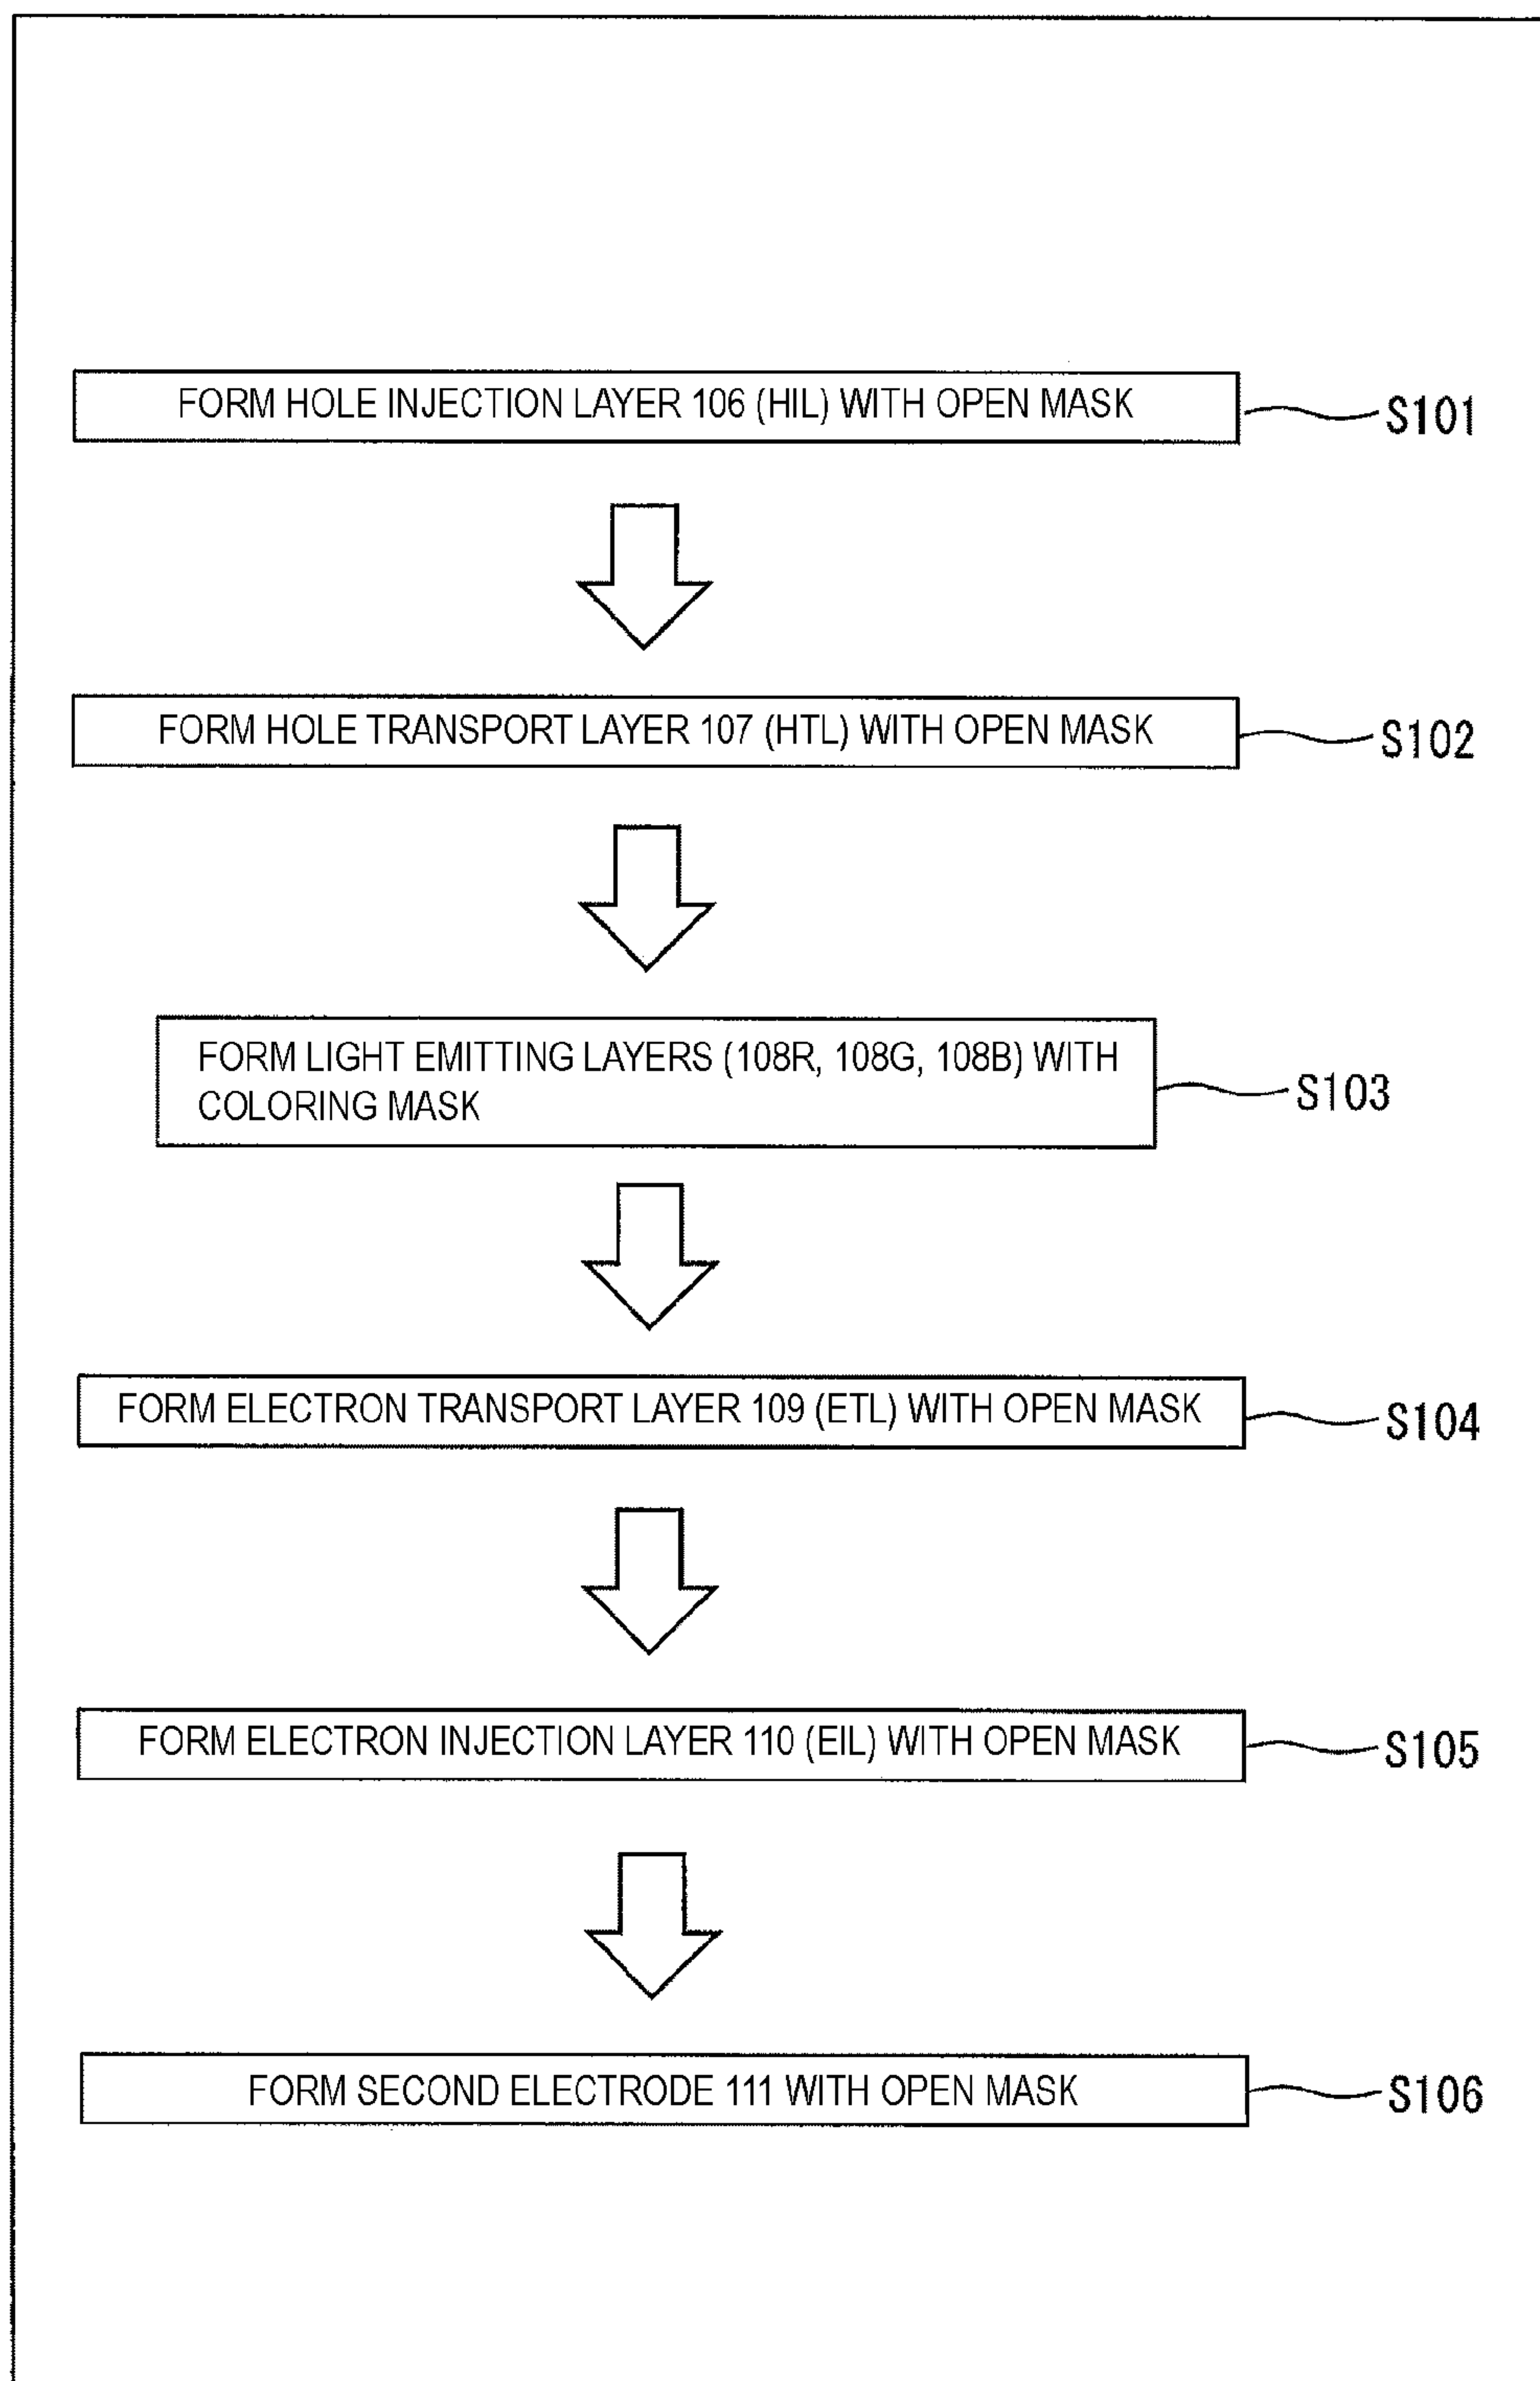 FORM HOLE INJECTION LAYER 106 (HIL) WITH OPEN MASK
S101
FORM HOLE TRANSPORT LAYER 107 (HTL) WITH OPEN MASK
S102
FORM LIGHT EMITTING LAYERS (108R, 108G, 108B) WITH
COLORING MASK
S103
FORM ELECTRON TRANSPORT LAYER 109 (ETL) WITH OPEN MASK
S104
FORM ELECTRON INJECTION LAYER 110 (EIL) WITH OPEN MASK
S105
FORM SECOND ELECTRODE 111 WITH OPEN MASK
S106